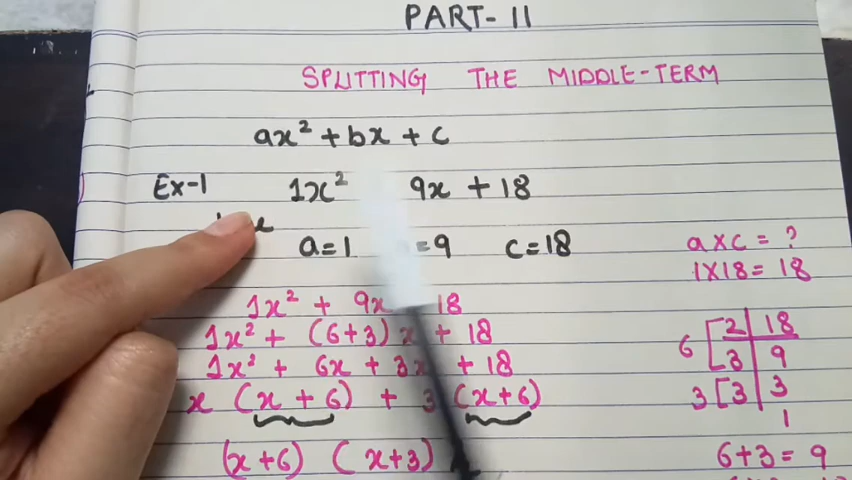 PART-II
SPLITTING THE MIDDLE-TERM
ax² + bx + c
Ex-1 1x² 9x + 18
x
a=1 =9 c=18
a x c = ?
1x18 = 18
1x² + 9x 18
1x² + (6+3) x + 18
1x² + 6x + 3x + 18
x (x + 6) + 3 (x+6)
(x+6) (x+3)
2 18
6 3 9
3 3 3
1
6+3 = 9